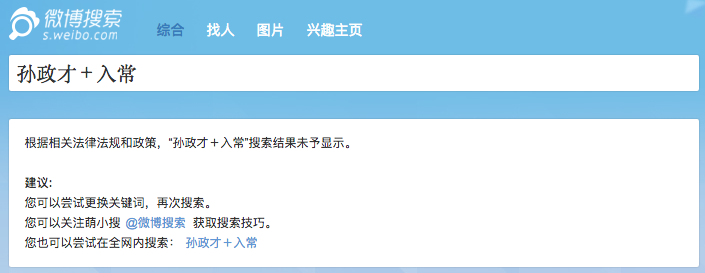 微博搜索
s.weibo.com
综合 找人 图片 兴趣主页
孙政才＋入常
根据相关法律法规和政策，“孙政才＋入常”搜索结果未予显示。
建议:
您可以尝试更换关键词，再次搜索。
您可以关注萌小搜 @微博搜索 获取搜索技巧。
您也可以尝试在全网内搜索： 孙政才＋入常